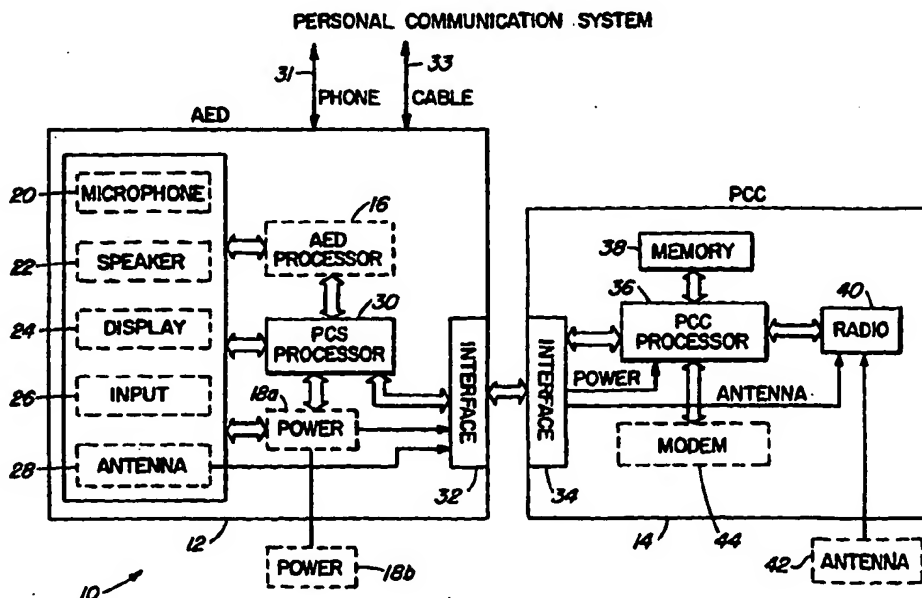 PERSONAL COMMUNICATION SYSTEM
31
33
PHONE
CABLE
AED
PCC
20
MICROPHONE
16
AED
PROCESSOR
22
SPEAKER
24
DISPLAY
30
PCS
PROCESSOR
26
INPUT
18a
POWER
28
ANTENNA
INTERFACE
32
12
POWER
18b
10
38
MEMORY
36
PCC
PROCESSOR
40
RADIO
INTERFACE
POWER
ANTENNA
MODEM
34
14
44
42
ANTENNA